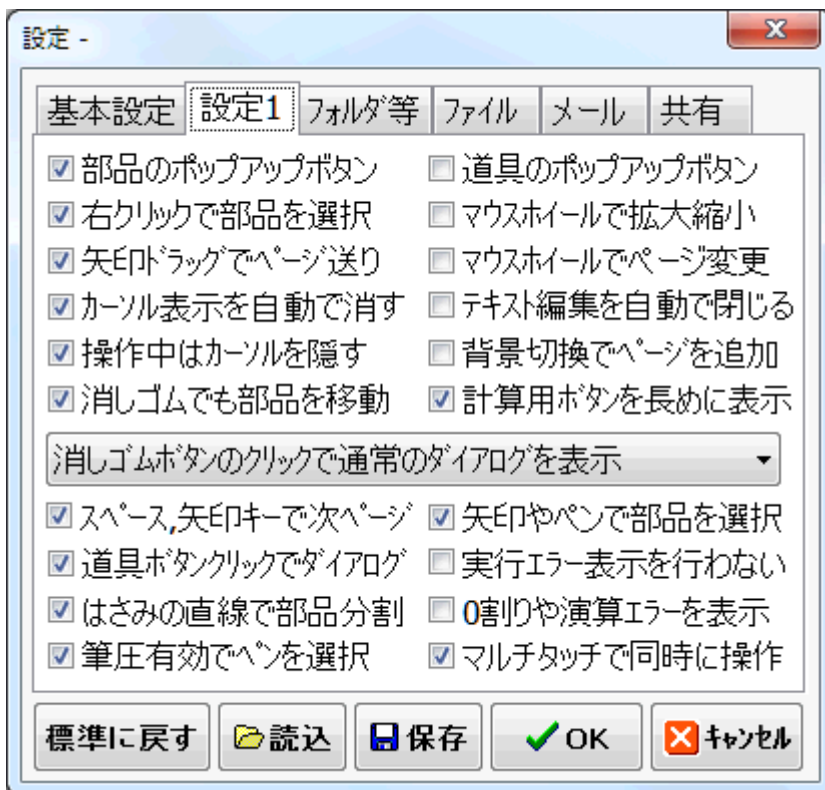 設定 -
基本設定 設定1 フォルダ等 ファイル メール 共有
部品のポップアップボタン 道具のポップアップボタン
右クリックで部品を選択 マウスホイールで拡大縮小
矢印ドラッグでページ送り マウスホイールでページ変更
カーソル表示を自動で消す テキスト編集を自動で閉じる
操作中はカーソルを隠す 背景切換でページを追加
消しゴムでも部品を移動 計算用ボタンを長めに表示
消しゴムボタンのクリックで通常のダイアログを表示
スペース,矢印キーで次ページ 矢印やペンで部品を選択
道具ボタンクリックでダイアログ 実行エラー表示を行わない
はさみの直線で部品分割 0割りや演算エラーを表示
筆圧有効でペンを選択 マルチタッチで同時に操作
標準に戻す 読込 保存 OK キャンセル